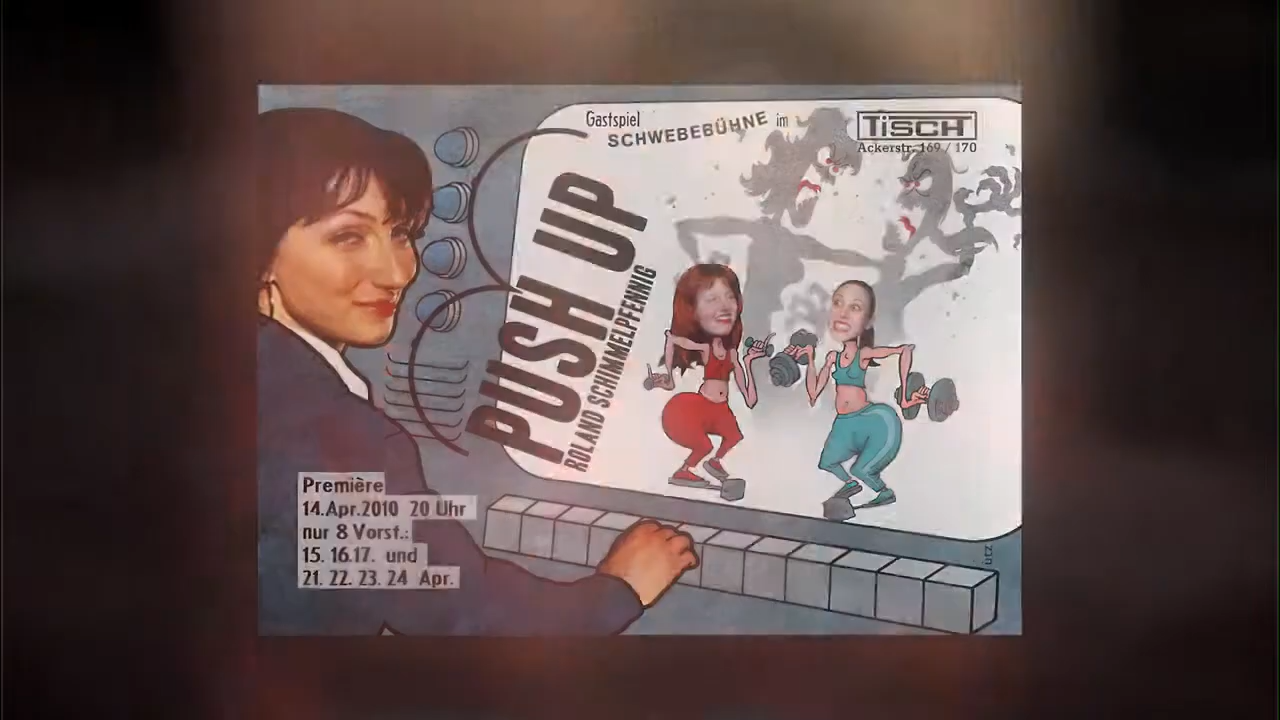 Gastspiel
SCHWEBEBÜHNE im
TiSCH
Ackerstr. 169 / 170
PUSH UP
ROLAND SCHIMMELPFENNIG
Première
14.Apr.2010 20 Uhr
nur 8 Vorst.:
15. 16.17. und
21. 22. 23. 24 Apr.
utz